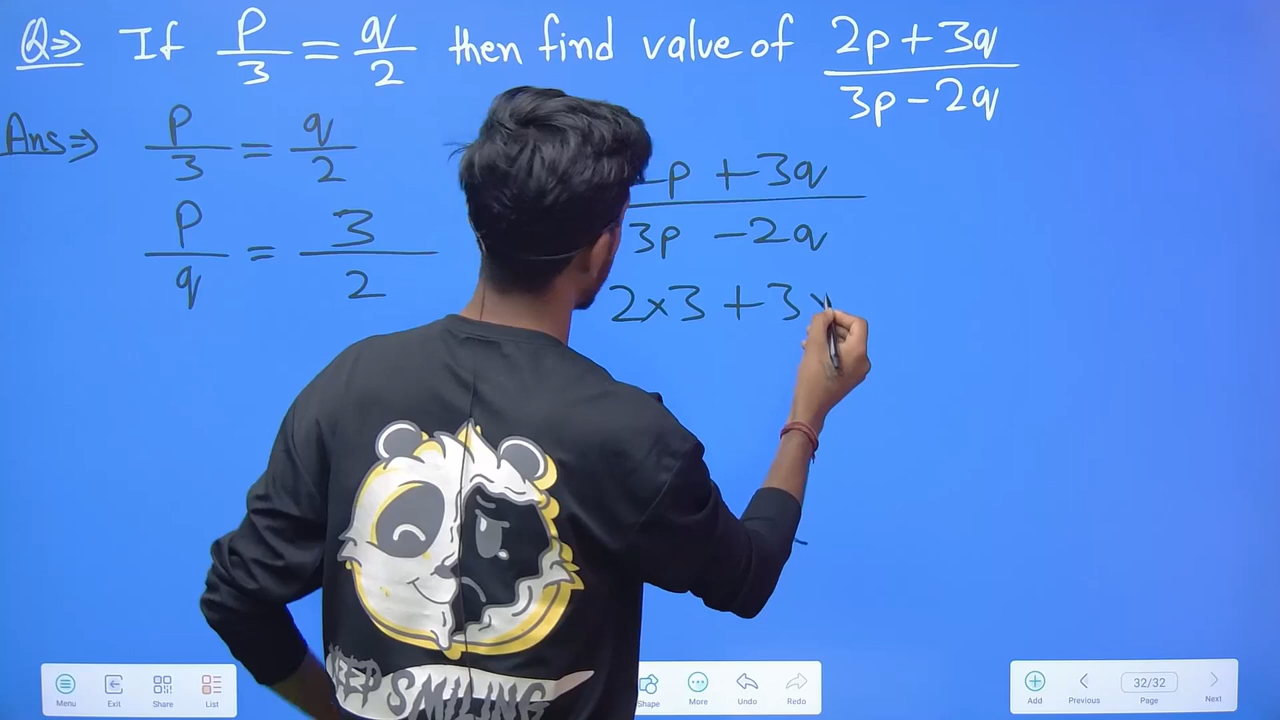 Q⇒ If p/3 = q/2 then find value of 2p+3q/3p-2q
Ans⇒ p/3 = q/2
p/q = 3/2
p +3q
3p -2q
2×3 +3×
KEEP SMILING
Menu Exit Share List
Shape More Undo Redo
Add Previous 32/32 Page Next